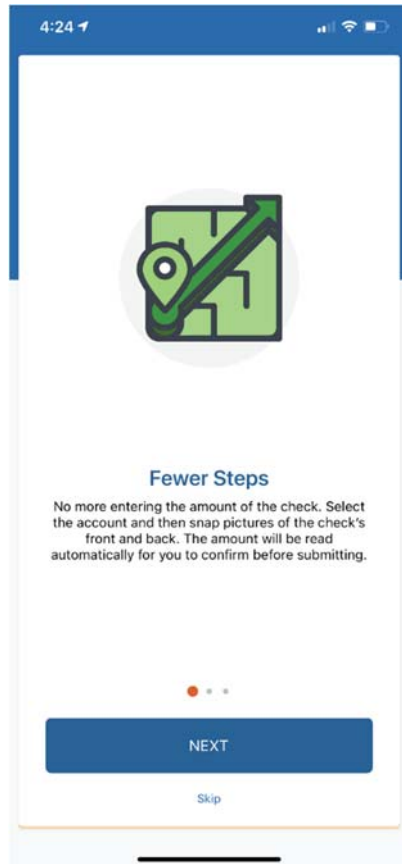 4:24
Fewer Steps
No more entering the amount of the check. Select
the account and then snap pictures of the check's
front and back. The amount will be read
automatically for you to confirm before submitting.
NEXT
Skip